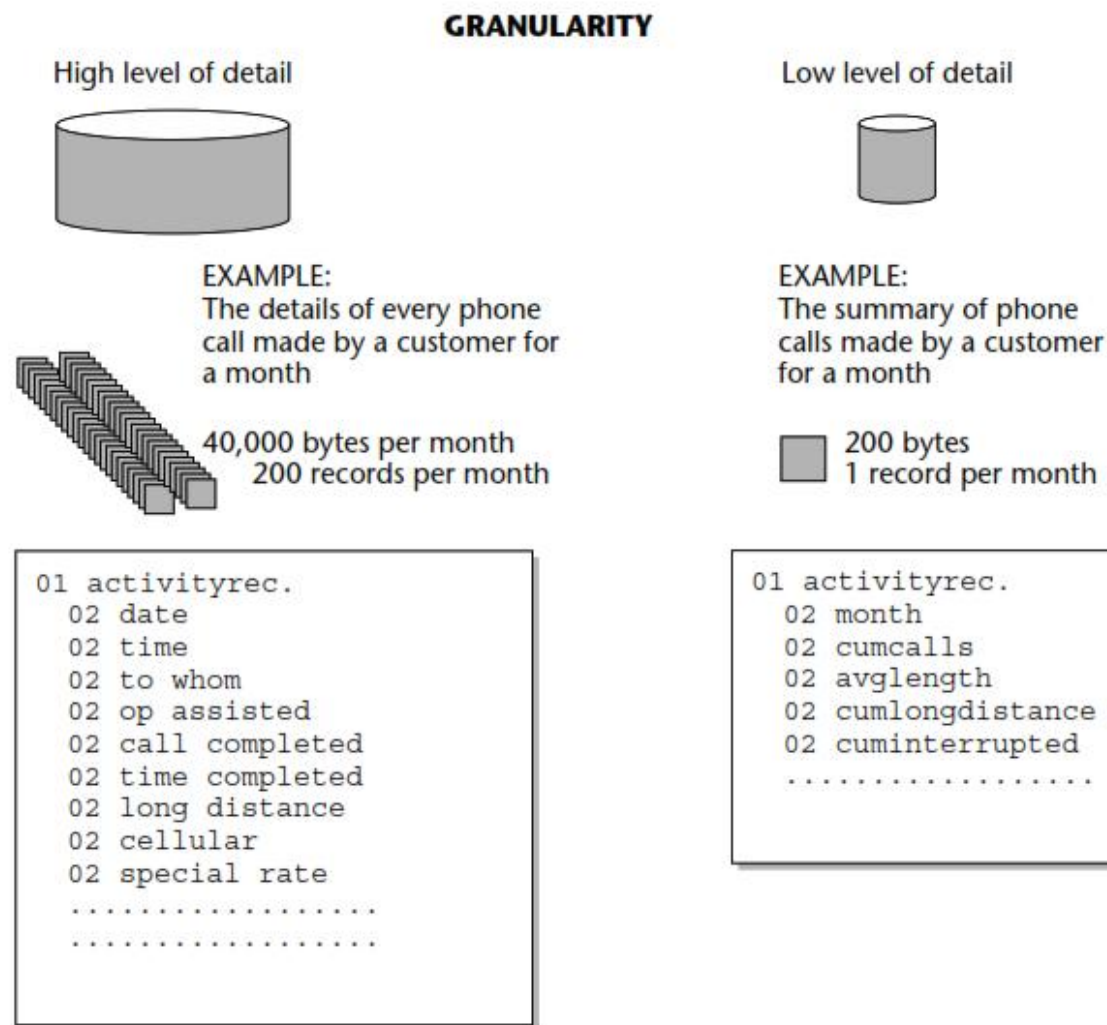 GRANULARITY
High level of detail
EXAMPLE:
The details of every phone
call made by a customer for
a month
40,000 bytes per month
200 records per month
01 activityrec.
02 date
02 time
02 to whom
02 op assisted
02 call completed
02 time completed
02 long distance
02 cellular
02 special rate
..................
..................
Low level of detail
EXAMPLE:
The summary of phone
calls made by a customer
for a month
200 bytes
1 record per month
01 activityrec.
02 month
02 cumcalls
02 avglength
02 cumlongdistance
02 cuminterrupted
..................